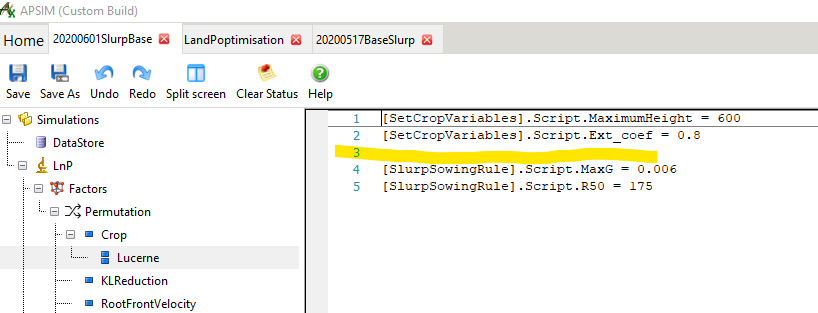 APSIM (Custom Build)
Home 20200601SlurpBase LandPoptimisation 20200517BaseSlurp
Save Save As Undo Redo Split screen Clear Status Help
Simulations
DataStore
LnP
Factors
Permutation
Crop
Lucerne
KLReduction
RootFrontVelocity
1 [SetCropVariables].Script.MaximumHeight = 600
2 [SetCropVariables].Script.Ext_coef = 0.8
3
4 [SlurpSowingRule].Script.MaxG = 0.006
5 [SlurpSowingRule].Script.R50 = 175